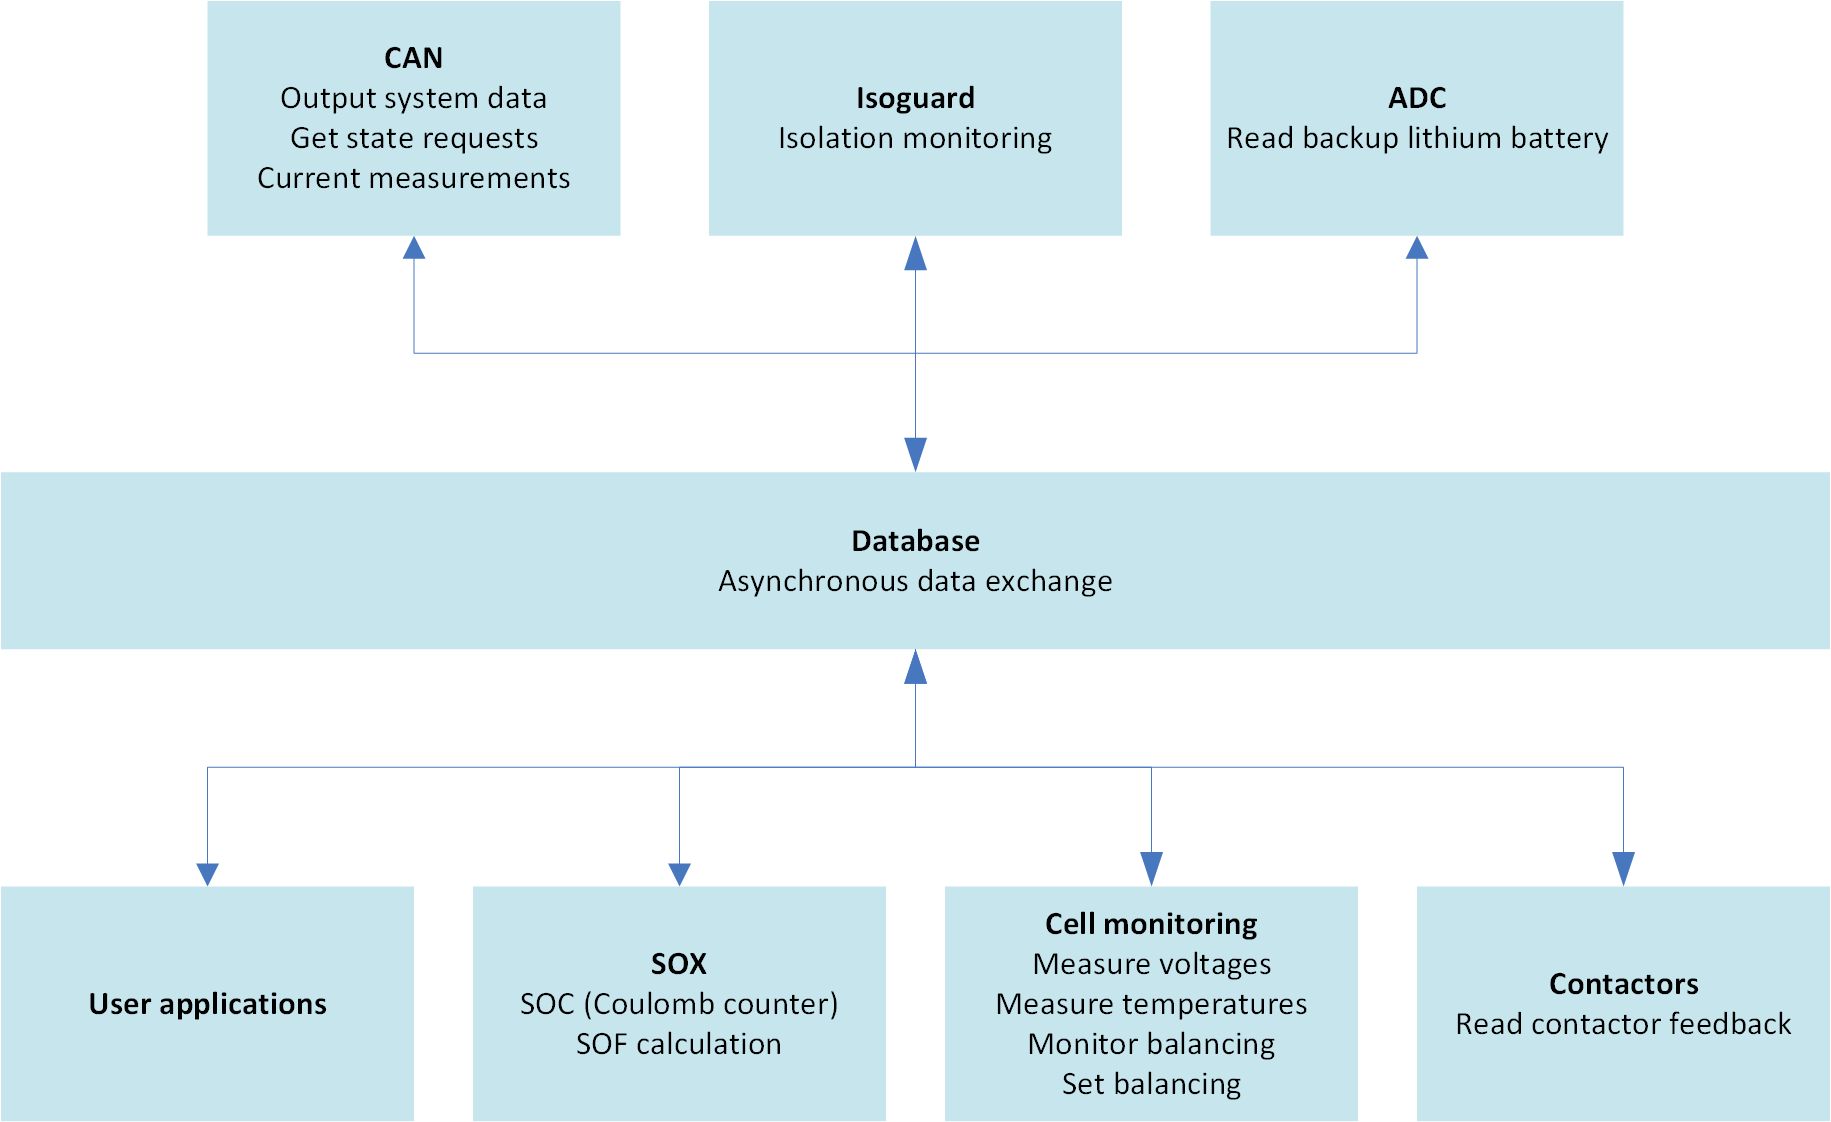 CAN
Output system data
Get state requests
Current measurements
Isoguard
Isolation monitoring
ADC
Read backup lithium battery
Database
Asynchronous data exchange
User applications
SOX
SOC (Coulomb counter)
SOF calculation
Cell monitoring
Measure voltages
Measure temperatures
Monitor balancing
Set balancing
Contactors
Read contactor feedback